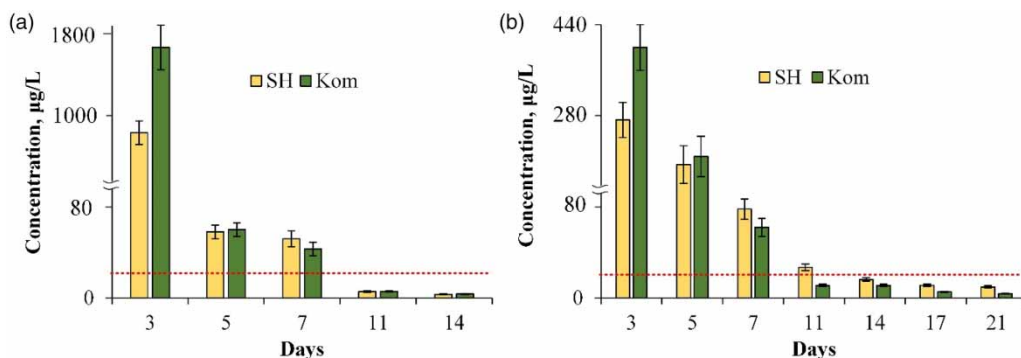 (a)
Concentration, μg/L
1800
1000
80
0
SH Kom
3 5 7 11 14
Days
(b)
Concentration, μg/L
440
280
80
0
SH Kom
3 5 7 11 14 17 21
Days